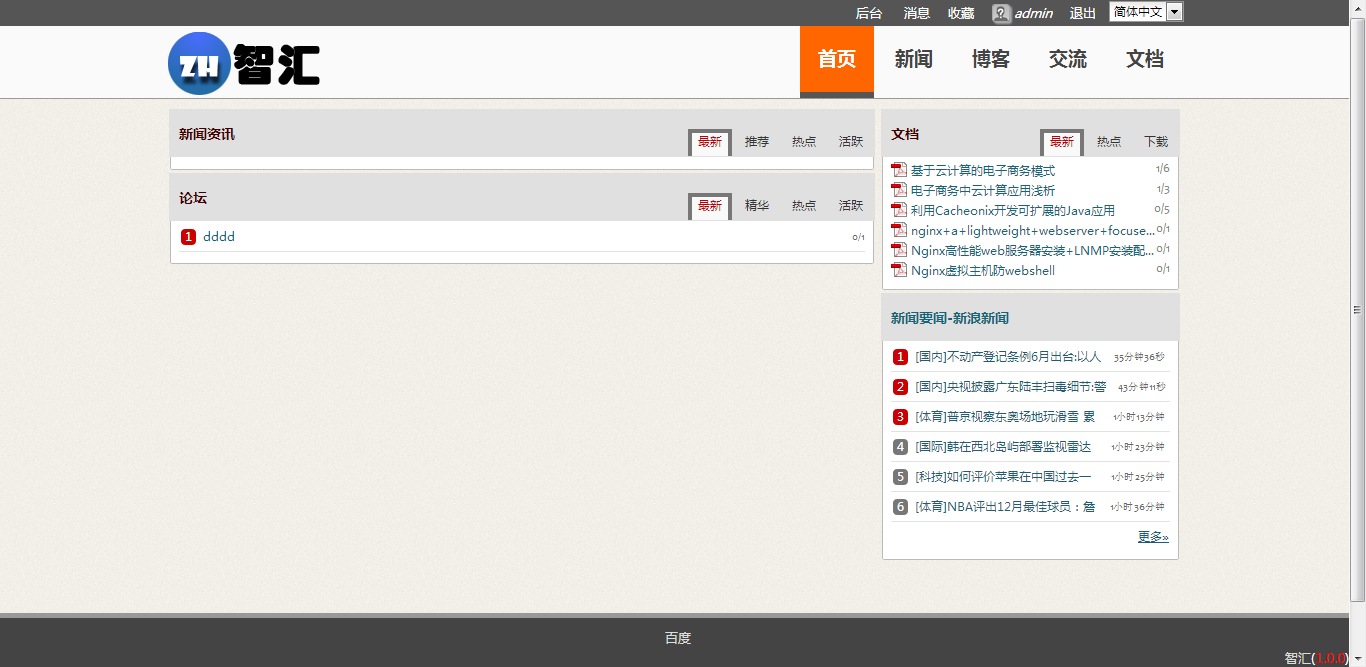 后台 消息 收藏 admin 退出 简体中文
ZH 智汇
首页 新闻 博客 交流 文档
新闻资讯 最新 推荐 热点 活跃
论坛 最新 精华 热点 活跃
1 dddd 0/1
文档 最新 热点 下载
基于云计算的电子商务模式 1/6
电子商务中云计算应用浅析 1/3
利用Cacheonix开发可扩展的Java应用 0/5
nginx+a+lightweight+webserver+focuse... 0/1
Nginx高性能web服务器安装+LNMP安装配... 0/1
Nginx虚拟主机防webshell 0/1
新闻要闻-新浪新闻
1 [国内]不动产登记条例6月出台:以人 35分钟36秒
2 [国内]央视披露广东陆丰扫毒细节:警 43分钟11秒
3 [体育]普京视察东奥场地玩滑雪 累 1小时13分钟
4 [国际]韩在西北岛屿部署监视雷达 1小时23分钟
5 [科技]如何评价苹果在中国过去一 1小时25分钟
6 [体育]NBA评出12月最佳球员：詹 1小时36分钟
更多»
百度
智汇(1.0.0)